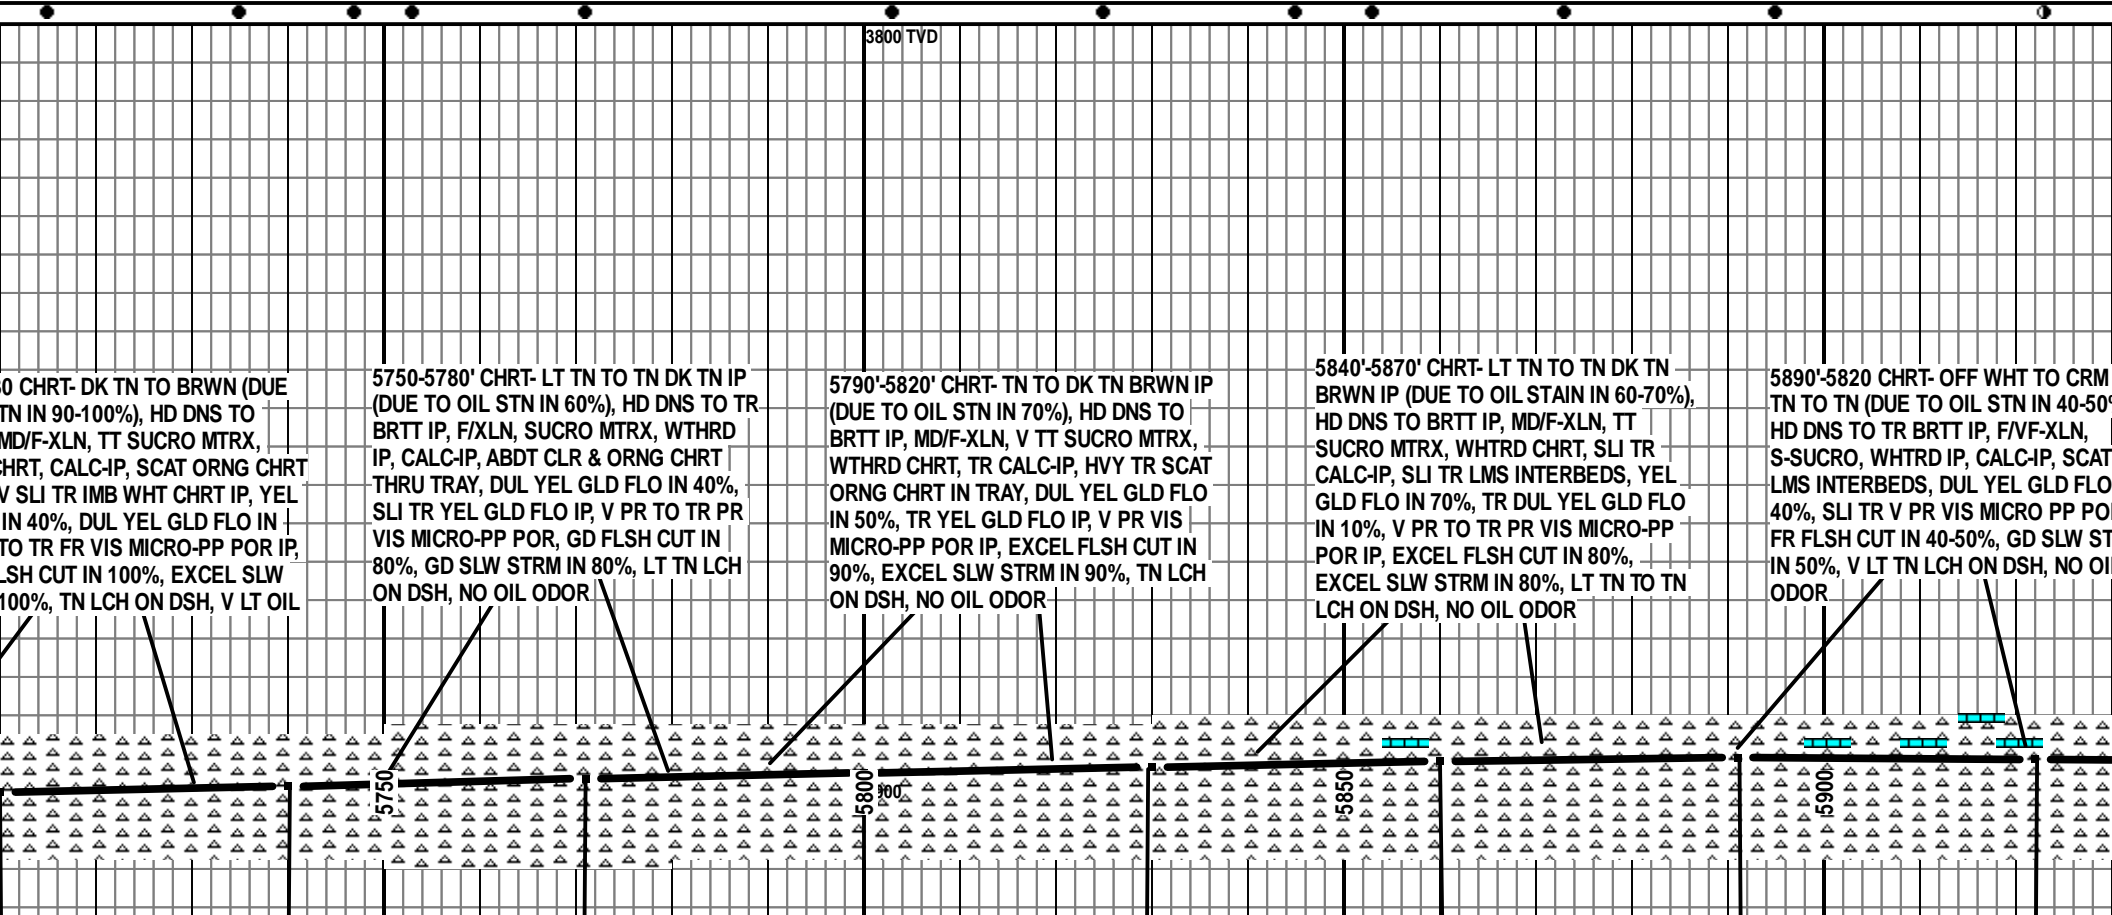 3800 TVD
60 CHRT- DK TN TO BRWN (DUE
TN IN 90-100%), HD DNS TO
MD/F-XLN, TT SUCRO MTRX,
CHRT, CALC-IP, SCAT ORNG CHRT
V SLI TR IMB WHT CHRT IP, YEL
IN 40%, DUL YEL GLD FLO IN
TO TR FR VIS MICRO-PP POR IP,
LSH CUT IN 100%, EXCEL SLW
100%, TN LCH ON DSH, V LT OIL
5750-5780' CHRT- LT TN TO TN DK TN IP
(DUE TO OIL STN IN 60%), HD DNS TO TR
BRTT IP, F/XLN, SUCRO MTRX, WTHRD
IP, CALC-IP, ABDT CLR & ORNG CHRT
THRU TRAY, DUL YEL GLD FLO IN 40%,
SLI TR YEL GLD FLO IP, V PR TO TR PR
VIS MICRO-PP POR, GD FLSH CUT IN
80%, GD SLW STRM IN 80%, LT TN LCH
ON DSH, NO OIL ODOR
5790'-5820' CHRT- TN TO DK TN BRWN IP
(DUE TO OIL STN IN 70%), HD DNS TO
BRTT IP, MD/F-XLN, V TT SUCRO MTRX,
WTHRD CHRT, TR CALC-IP, HVY TR SCAT
ORNG CHRT IN TRAY, DUL YEL GLD FLO
IN 50%, TR YEL GLD FLO IP, V PR VIS
MICRO-PP POR IP, EXCEL FLSH CUT IN
90%, EXCEL SLW STRM IN 90%, TN LCH
ON DSH, NO OIL ODOR
5840'-5870' CHRT- LT TN TO TN DK TN
BRWN IP (DUE TO OIL STAIN IN 60-70%),
HD DNS TO BRTT IP, MD/F-XLN, TT
SUCRO MTRX, WHTRD CHRT, SLI TR
CALC-IP, SLI TR LMS INTERBEDS, YEL
GLD FLO IN 70%, TR DUL YEL GLD FLO
IN 10%, V PR TO TR PR VIS MICRO-PP
POR IP, EXCEL FLSH CUT IN 80%,
EXCEL SLW STRM IN 80%, LT TN TO TN
LCH ON DSH, NO OIL ODOR
5890'-5820 CHRT- OFF WHT TO CRM
TN TO TN (DUE TO OIL STN IN 40-50%
HD DNS TO TR BRTT IP, F/VF-XLN,
S-SUCRO, WHTRD IP, CALC-IP, SCAT
LMS INTERBEDS, DUL YEL GLD FLO
40%, SLI TR V PR VIS MICRO PP POR
FR FLSH CUT IN 40-50%, GD SLW ST
IN 50%, V LT TN LCH ON DSH, NO OIL
ODOR
5750
5800
5850
5900